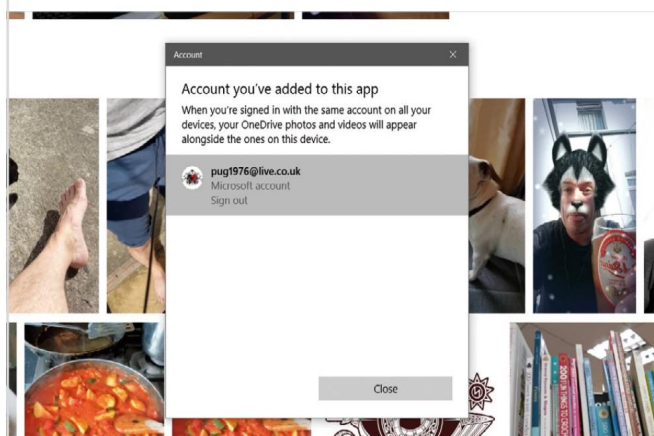 Account
Account you've added to this app
When you're signed in with the same account on all your
devices, your OneDrive photos and videos will appear
alongside the ones on this device.
pug1976@live.co.uk
Microsoft account
Sign out
Close